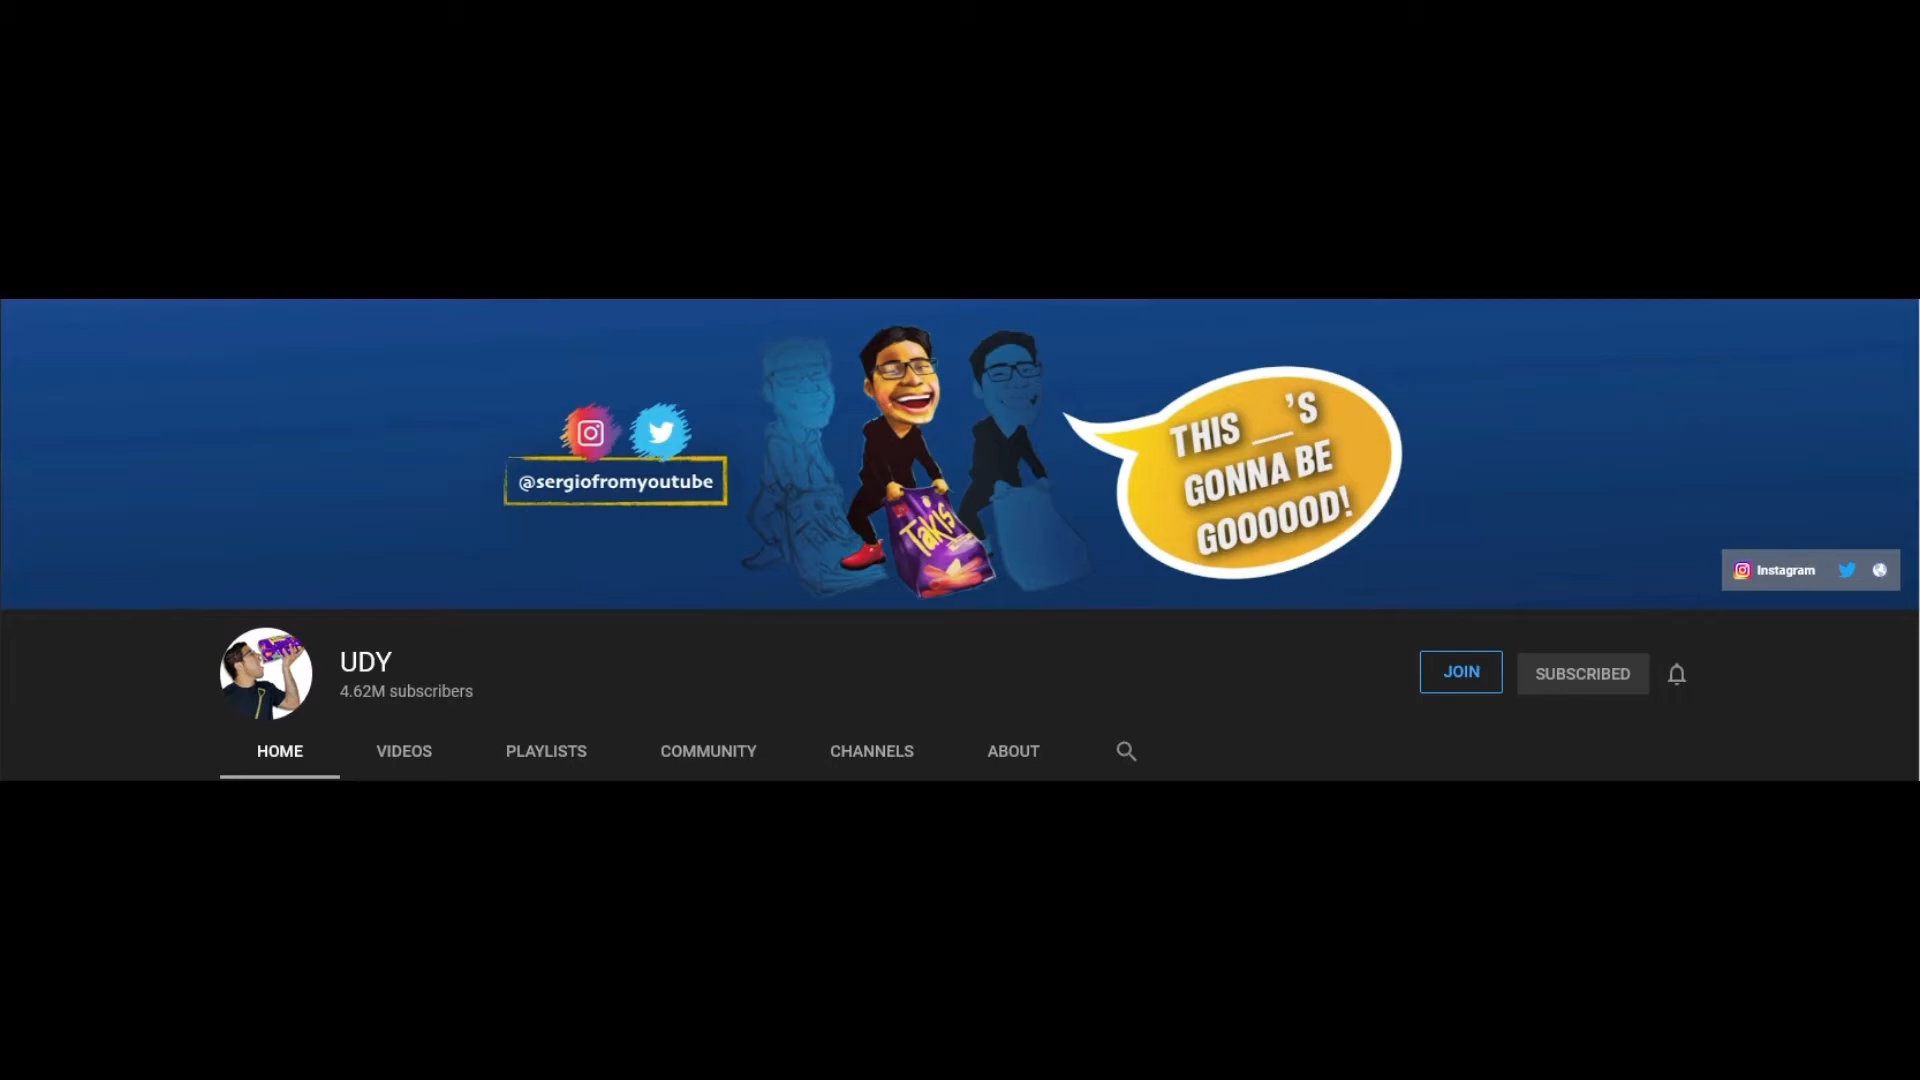 THIS __'S
GONNA BE
GOOOOOD!
@sergiofromyoutube
Takis
Instagram
UDY
4.62M subscribers
JOIN
SUBSCRIBED
HOME
VIDEOS
PLAYLISTS
COMMUNITY
CHANNELS
ABOUT